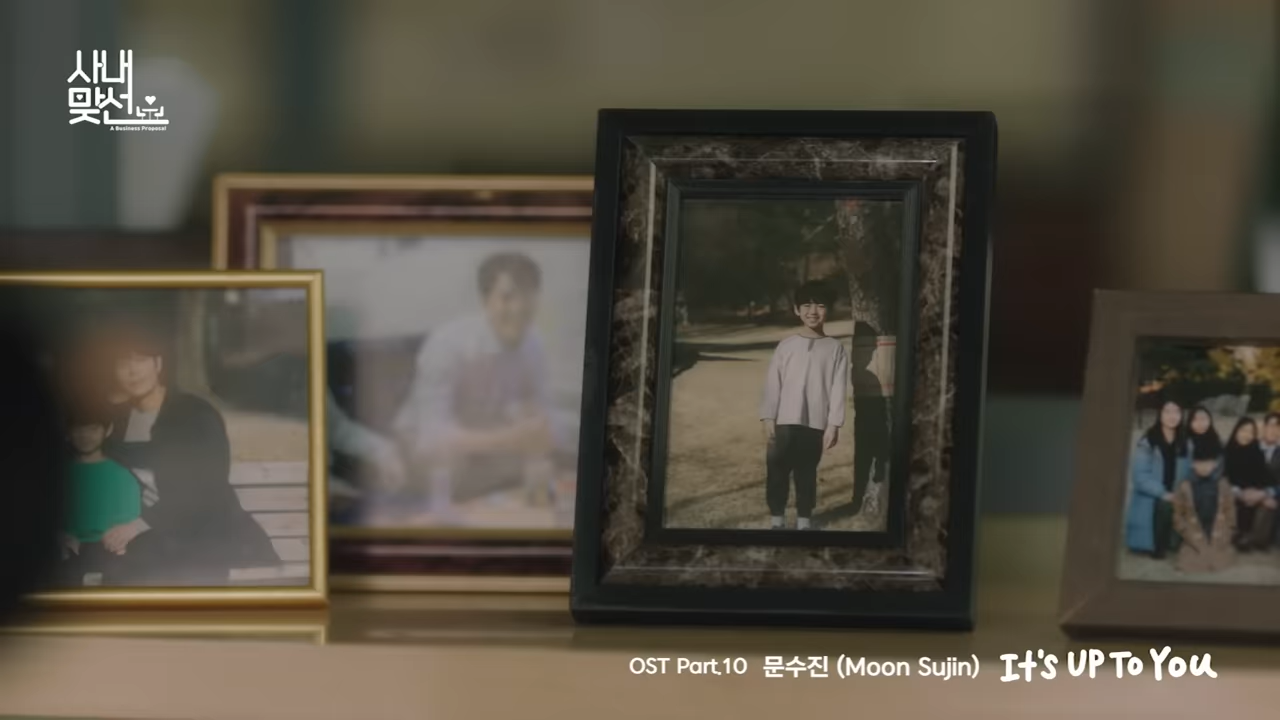 사내
맞선
A Business Proposal
OST Part.10 문수진 (Moon Sujin) It's UP To You